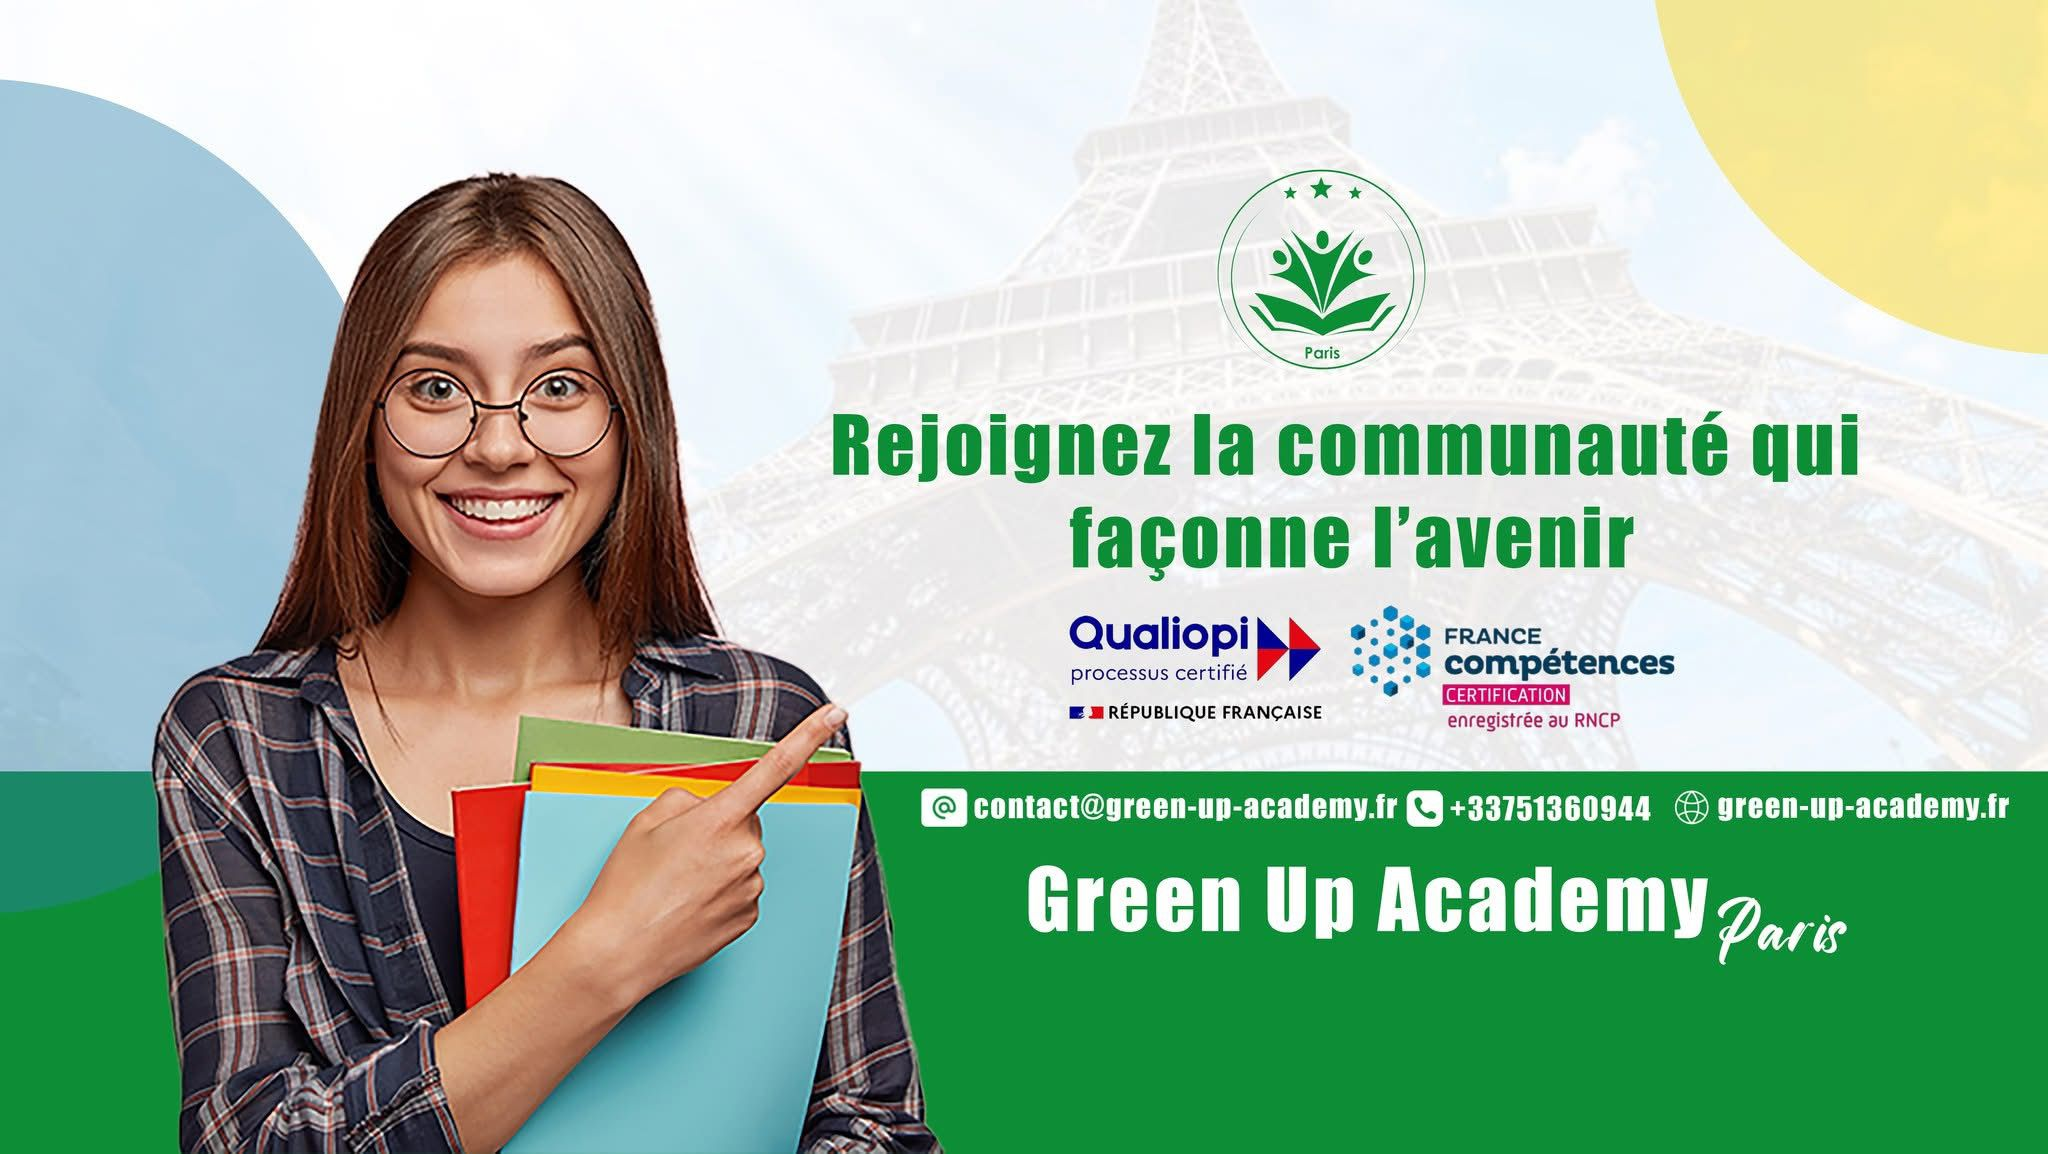 Paris
Rejoignez la communauté qui
façonne l'avenir
Qualiopi
processus certifié
RÉPUBLIQUE FRANÇAISE
FRANCE
compétences
CERTIFICATION
enregistrée au RNCP
contact@green-up-academy.fr +33751360944 green-up-academy.fr
Green Up Academy Paris